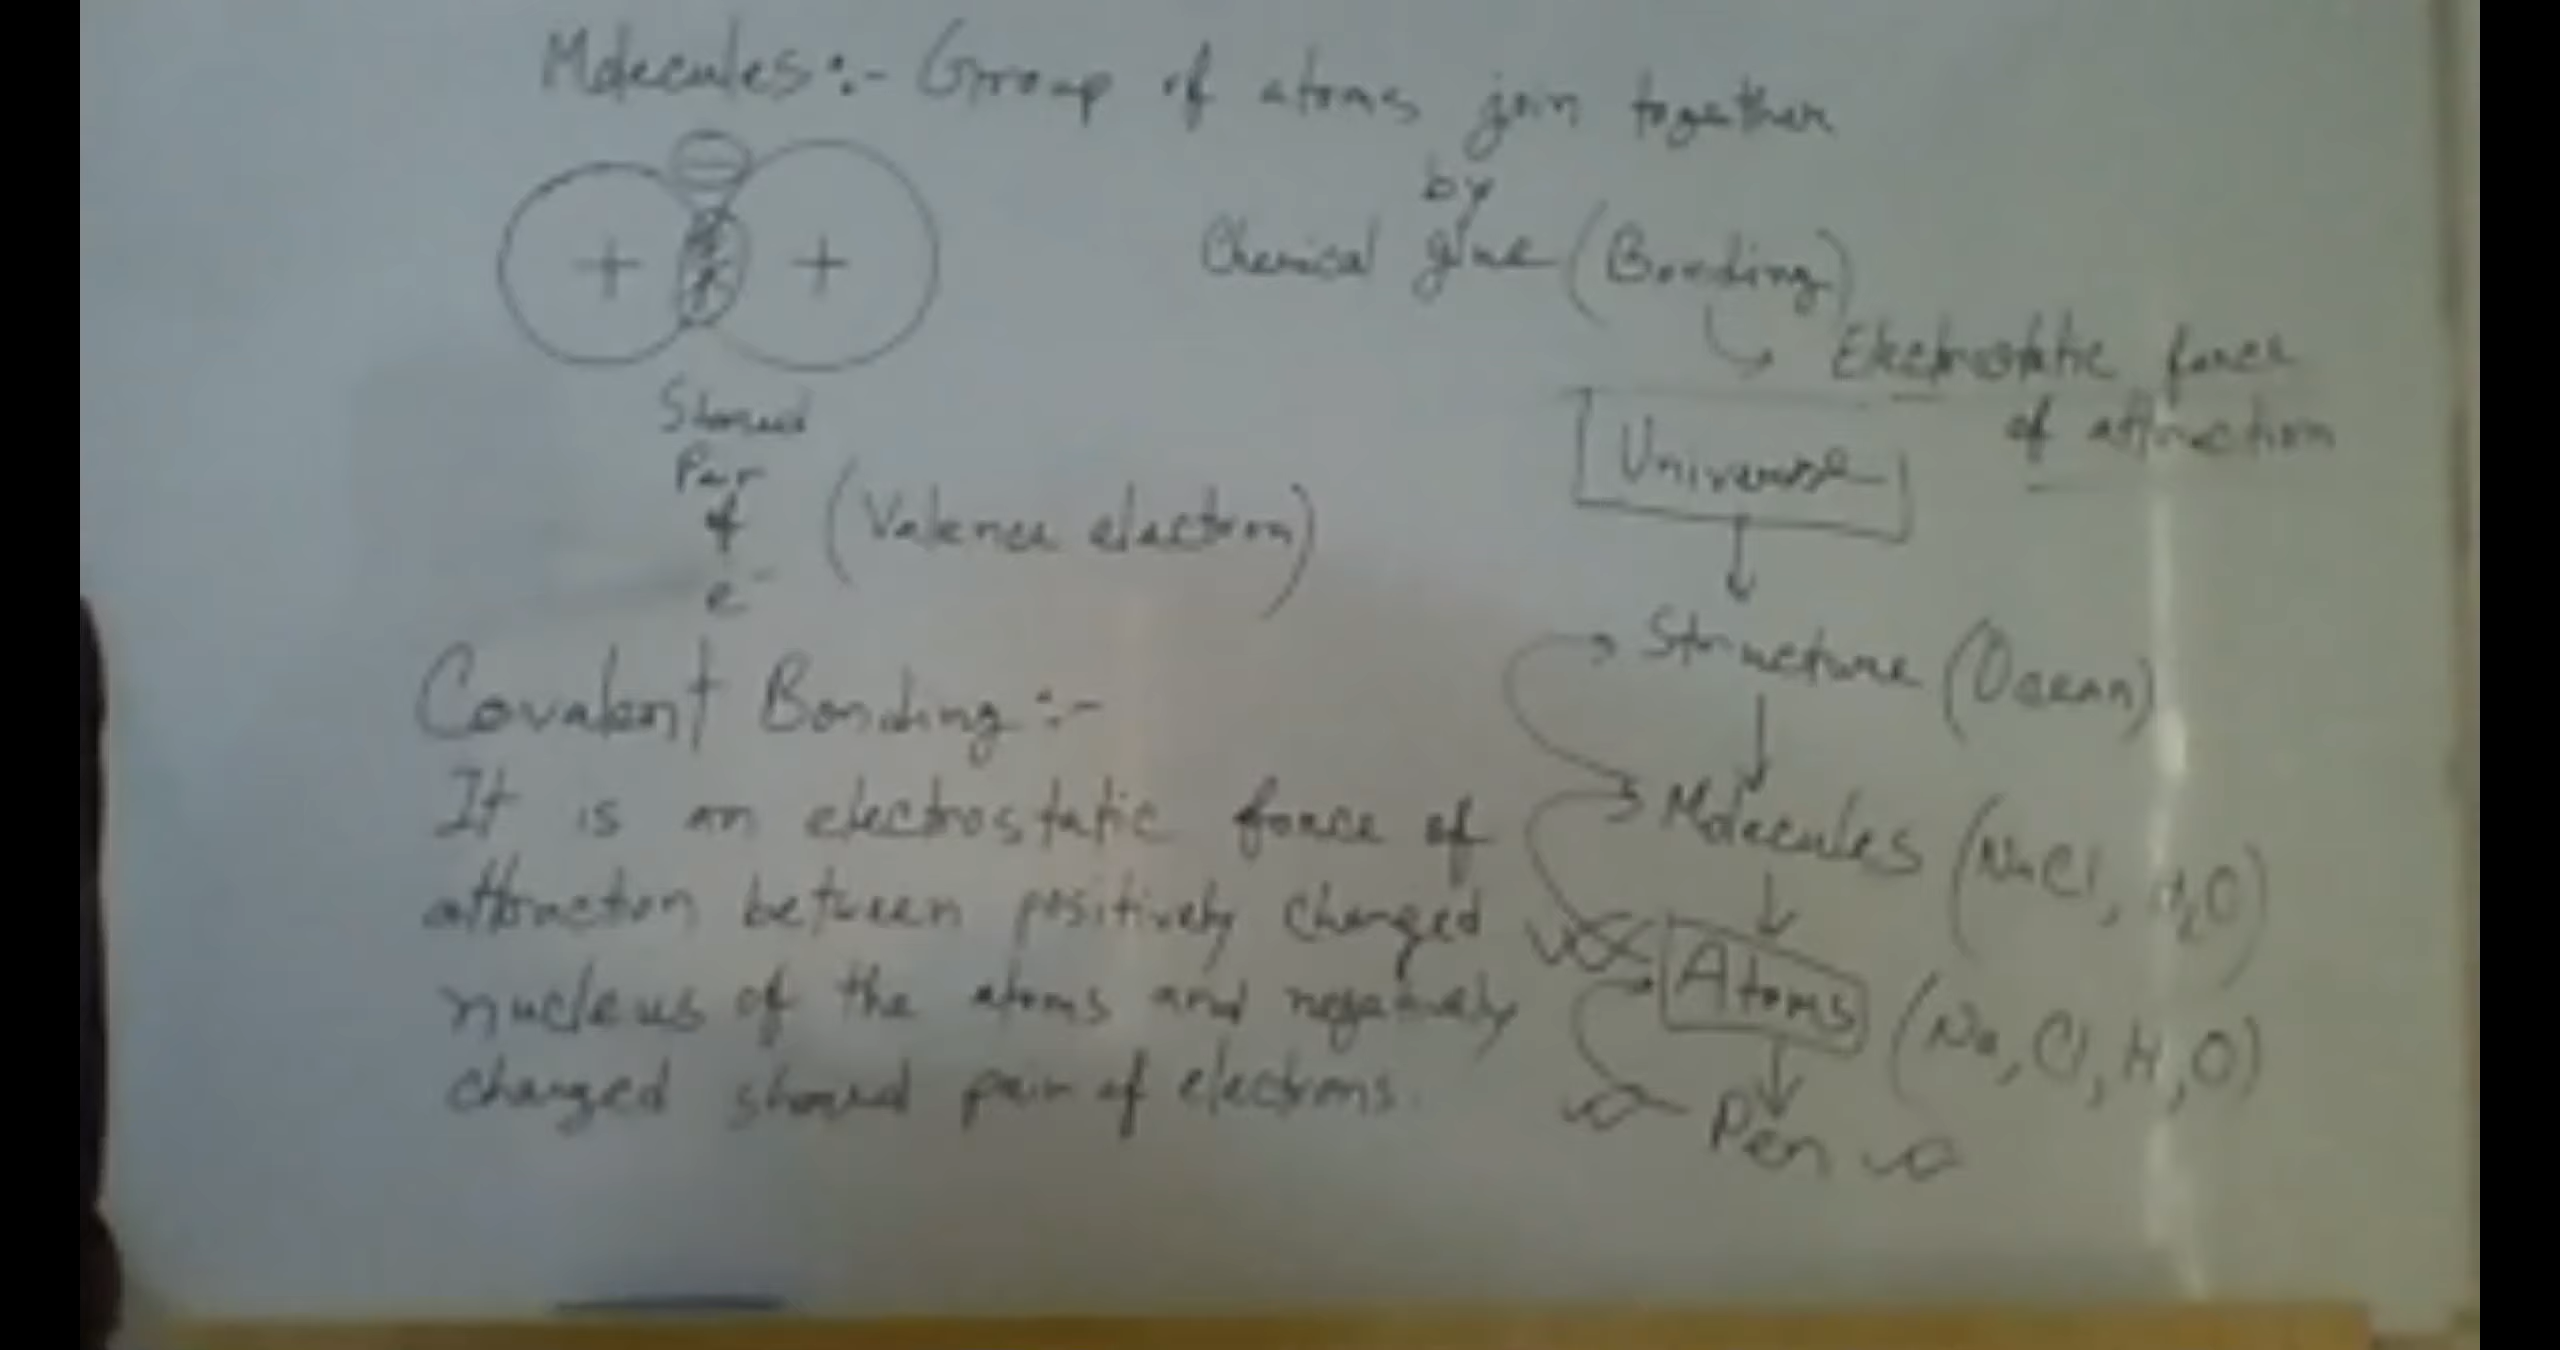 Molecules :- Group of atoms join together
by
Chemical glue (Bonding)
Electrostatic force
of attraction
+ +
Shared
Pair
of
e⁻
(Valence electron)
Universe
Structure (Ocean)
Molecules (NaCl, H₂O)
Atoms (Na, Cl, H, O)
Pen
Covalent Bonding :-
It is an electrostatic force of
attraction between positively charged
nucleus of the atoms and negatively
charged shared pair of electrons.